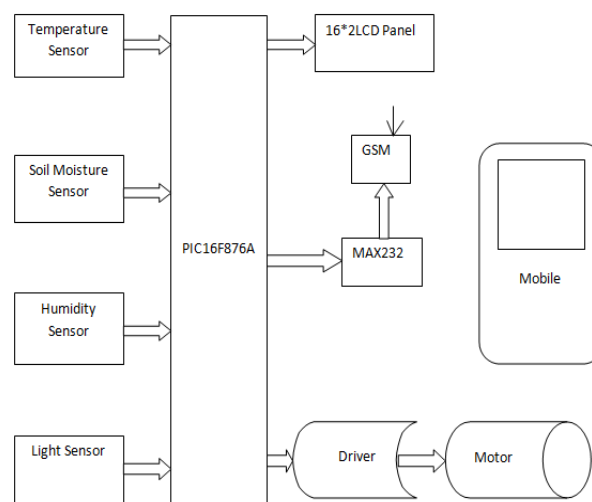 Temperature
Sensor
16*2LCD Panel
GSM
Soil Moisture
Sensor
PIC16F876A
MAX232
Mobile
Humidity
Sensor
Light Sensor
Driver
Motor